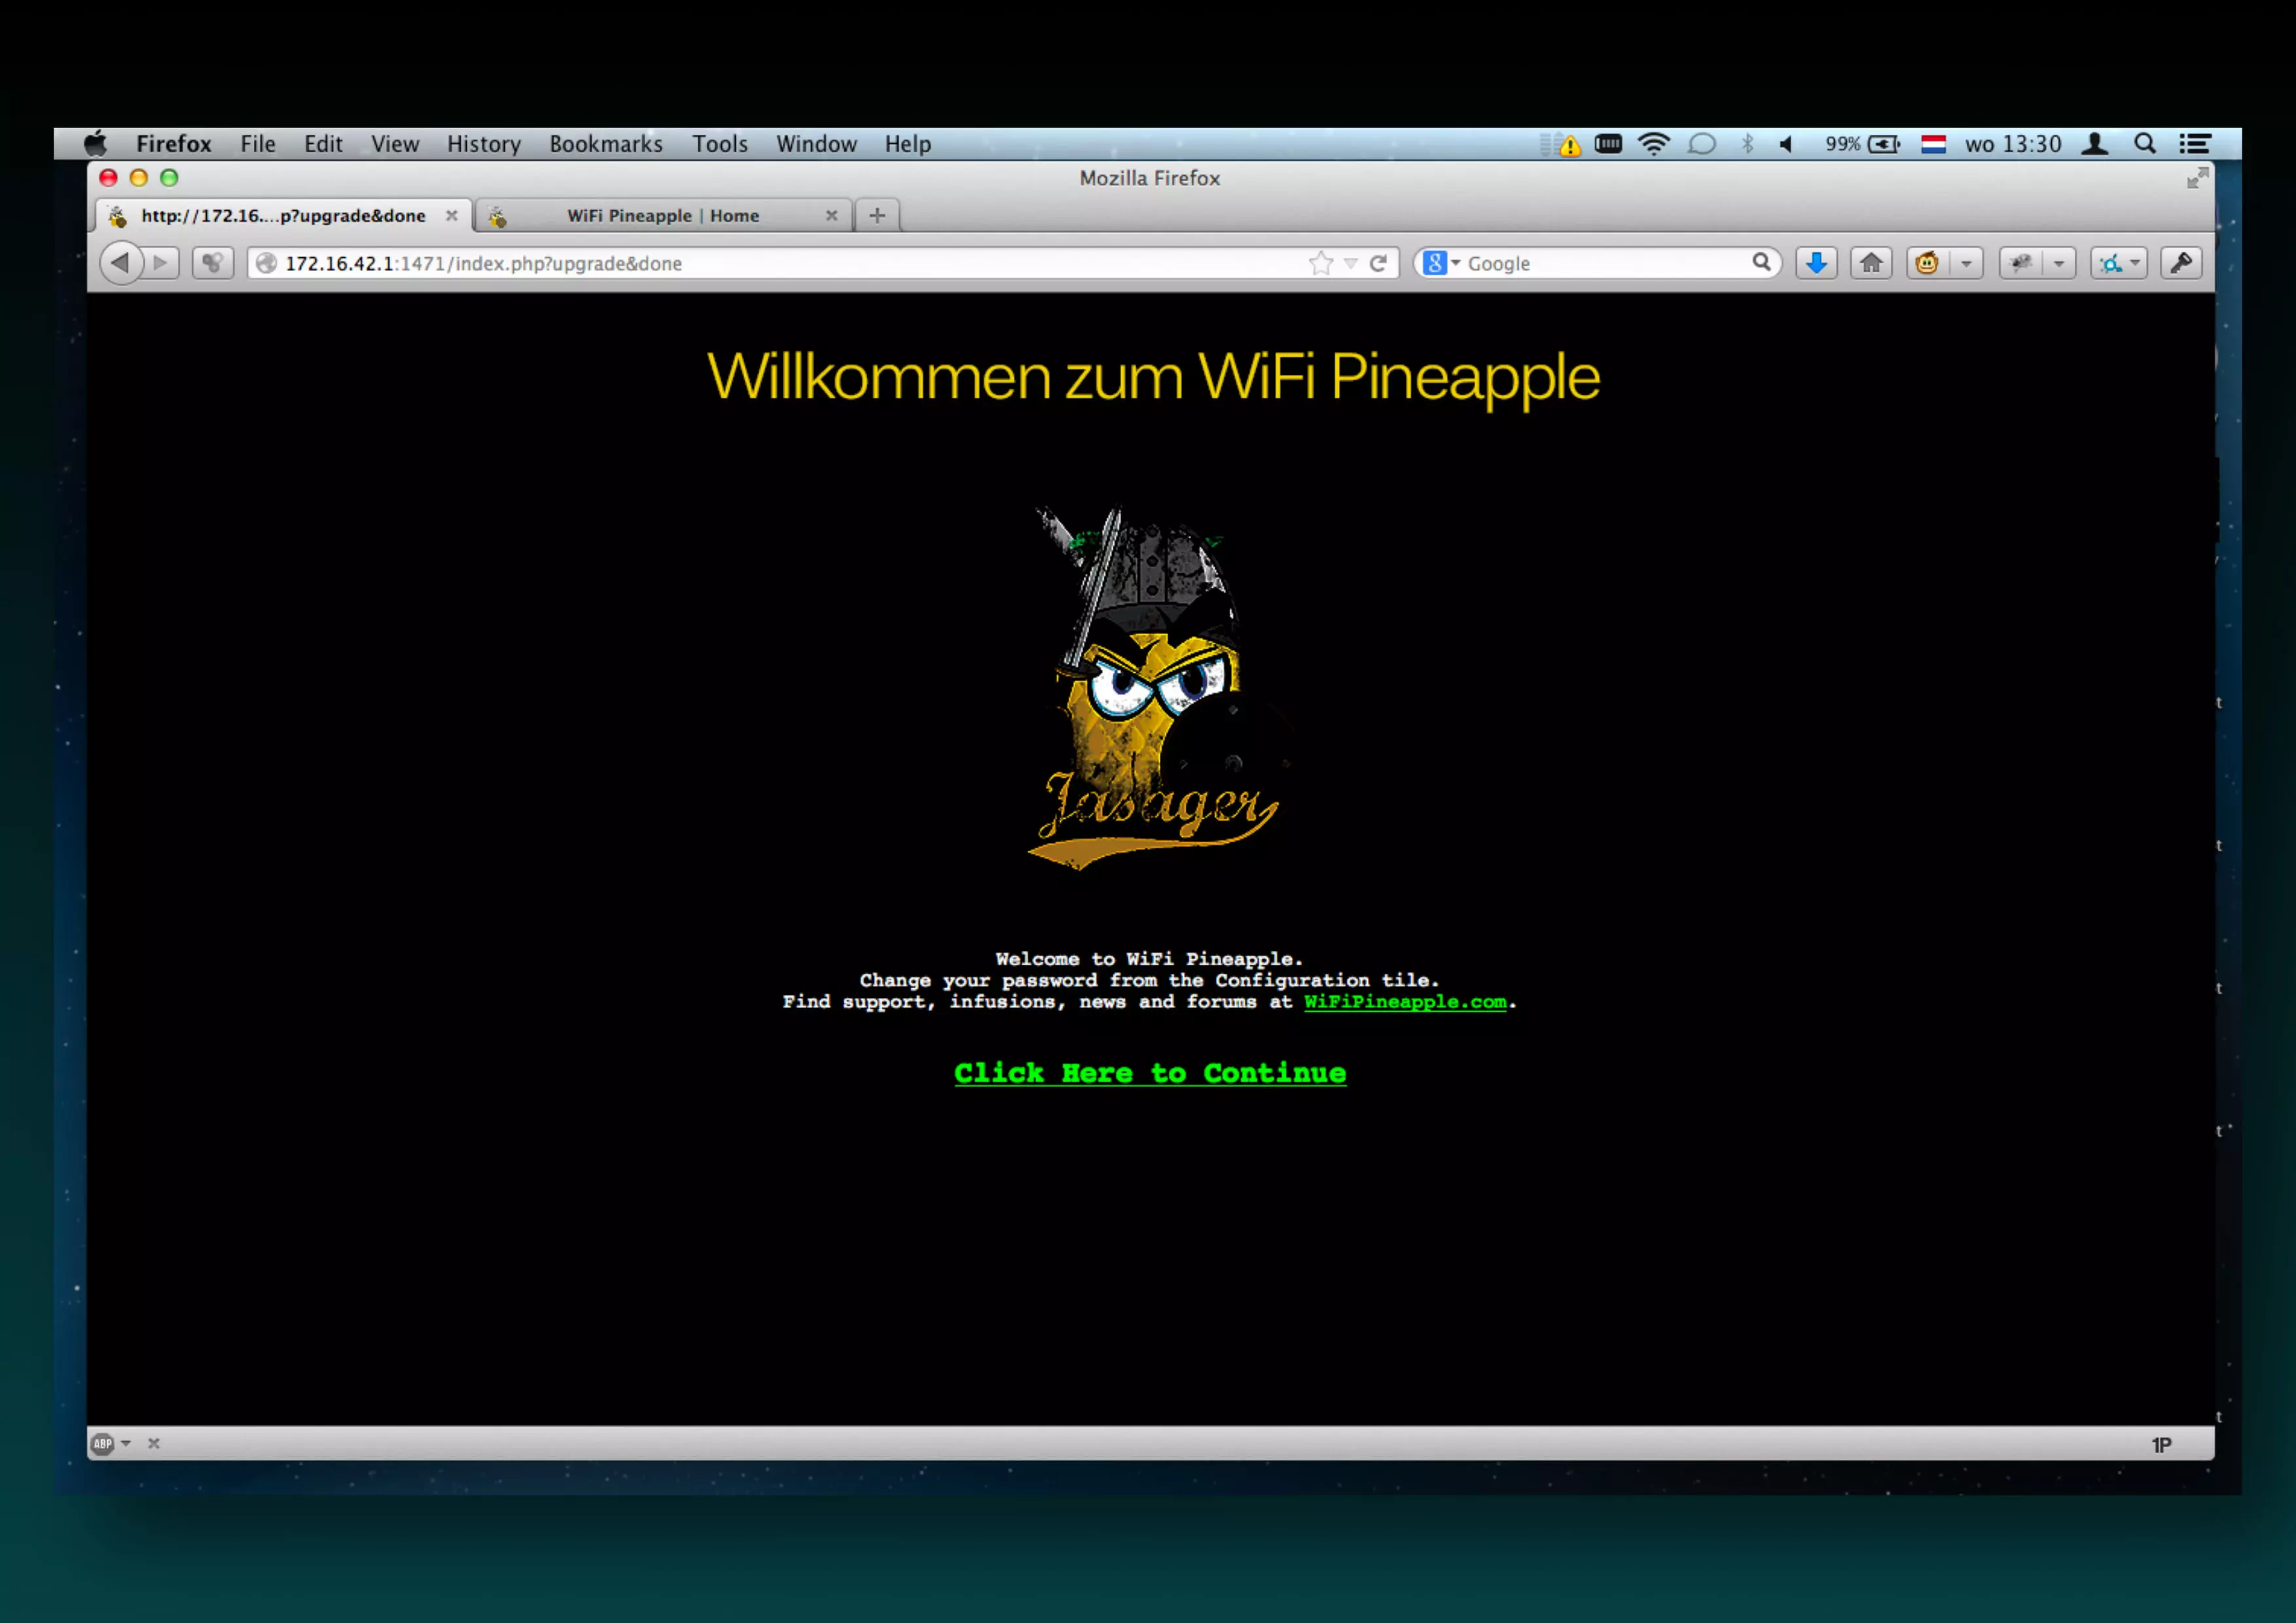 Firefox File Edit View History Bookmarks Tools Window Help 99% wo 13:30
Mozilla Firefox
http://172.16....p?upgrade&done WiFi Pineapple | Home
172.16.42.1:1471/index.php?upgrade&done Google
Willkommen zum WiFi Pineapple
Jasager
Welcome to WiFi Pineapple.
Change your password from the Configuration tile.
Find support, infusions, news and forums at WiFiPineapple.com.
Click Here to Continue
ABP 1P